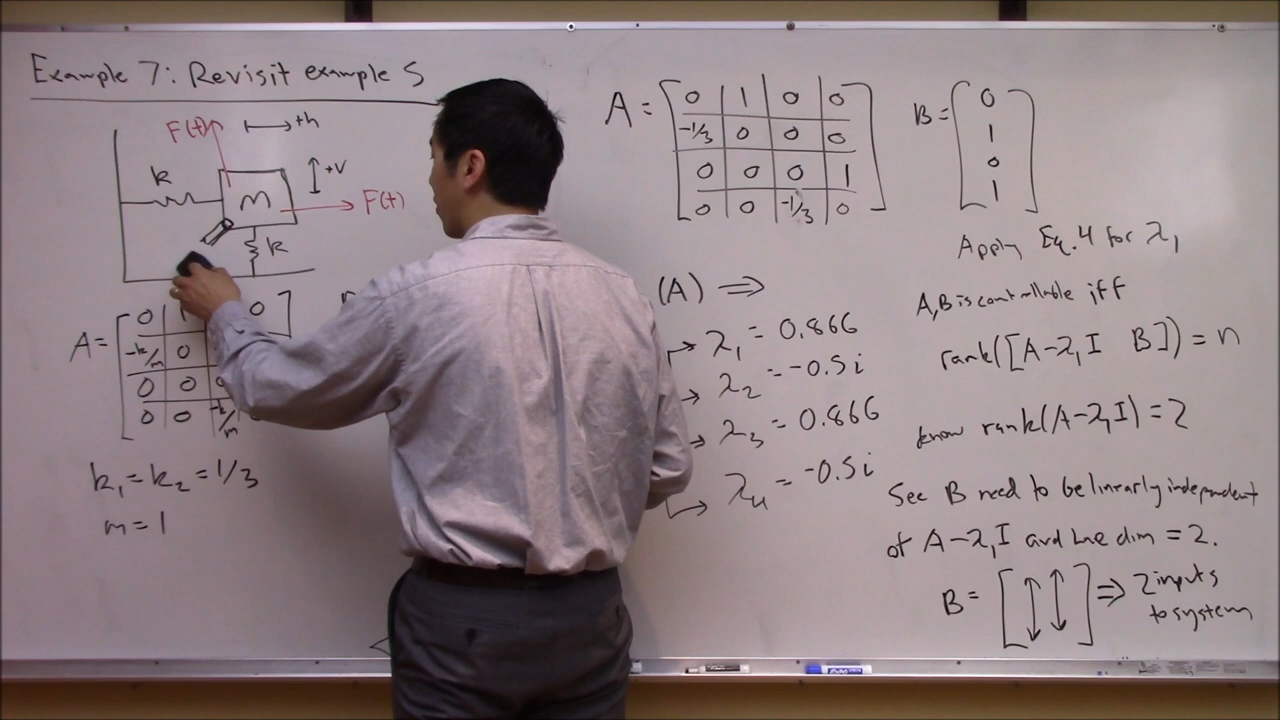 Example 7: Revisit example 5
F(t)
+h
k
m
+v
F(t)
k
A = [ 0 1 0
-k/m 0
0 0 0
0 0 -k/m 0 ]
k₁ = k₂ = 1/3
m = 1
A = [ 0 1 0 0
-1/3 0 0 0
0 0 0 1
0 0 -1/3 0 ]
B = [ 0
1
0
1 ]
(A) ⇒
λ₁ = 0.866
λ₂ = -0.5i
λ₃ = 0.866
λ₄ = -0.5i
Apply Eq. 4 for λ₁
A,B is controllable iff
rank([A-λ₁I B]) = n
know rank(A-λ₁I) = 2
See B need to be linearly independent
of A-λ₁I and have dim = 2.
B = [ ↕ ↕ ] ⇒ 2 inputs
to system